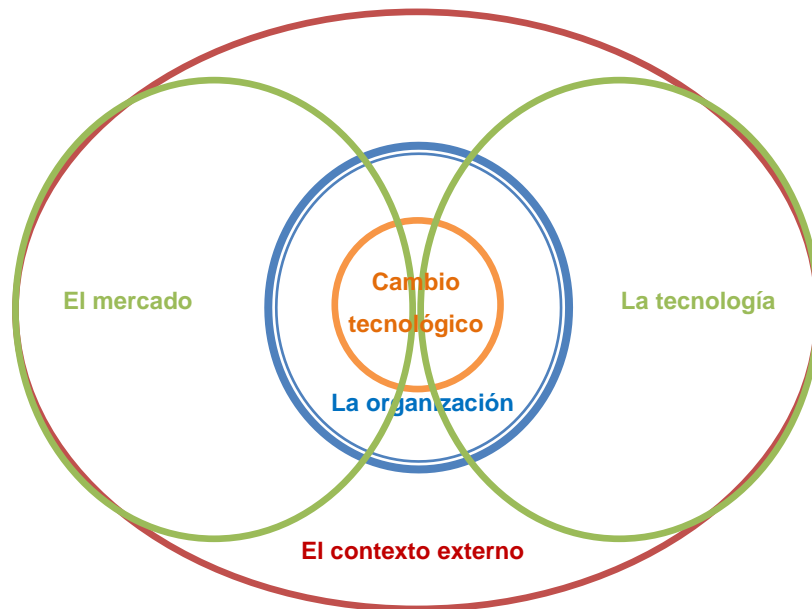 El mercado
Cambio
tecnológico
La tecnología
La organización
El contexto externo